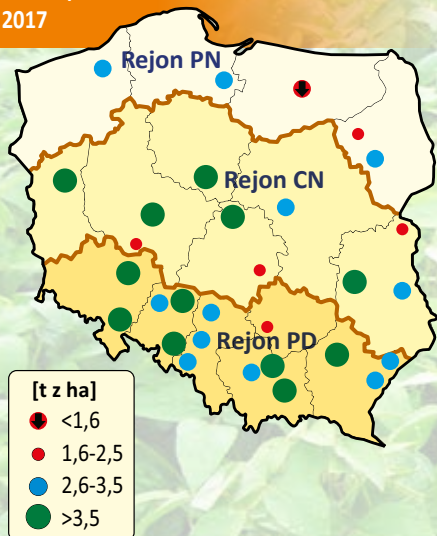 2017
Rejon PN
Rejon CN
Rejon PD
[t z ha]
<1,6
1,6-2,5
2,6-3,5
>3,5